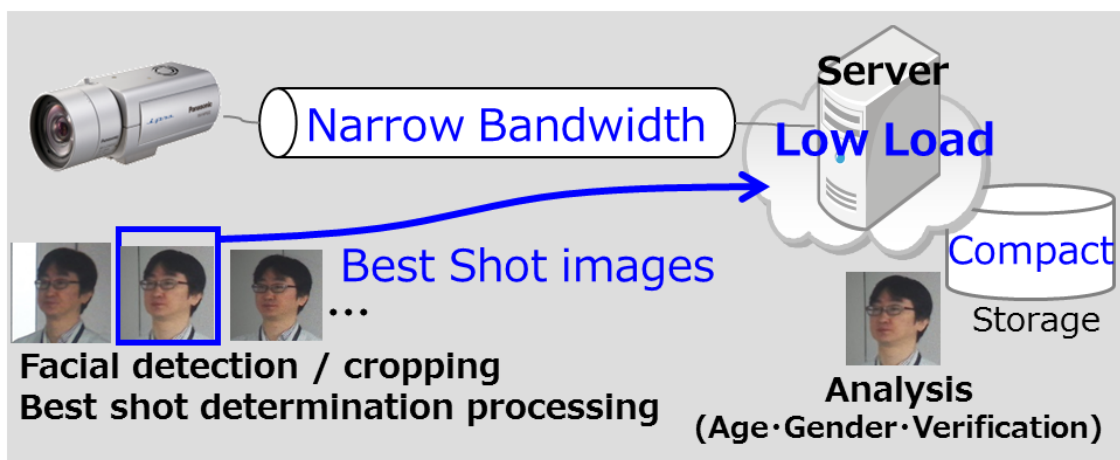 Panasonic
Server
Narrow Bandwidth
Low Load
Best Shot images
...
Compact
Storage
Facial detection / cropping
Best shot determination processing
Analysis
(Age･Gender･Verification)